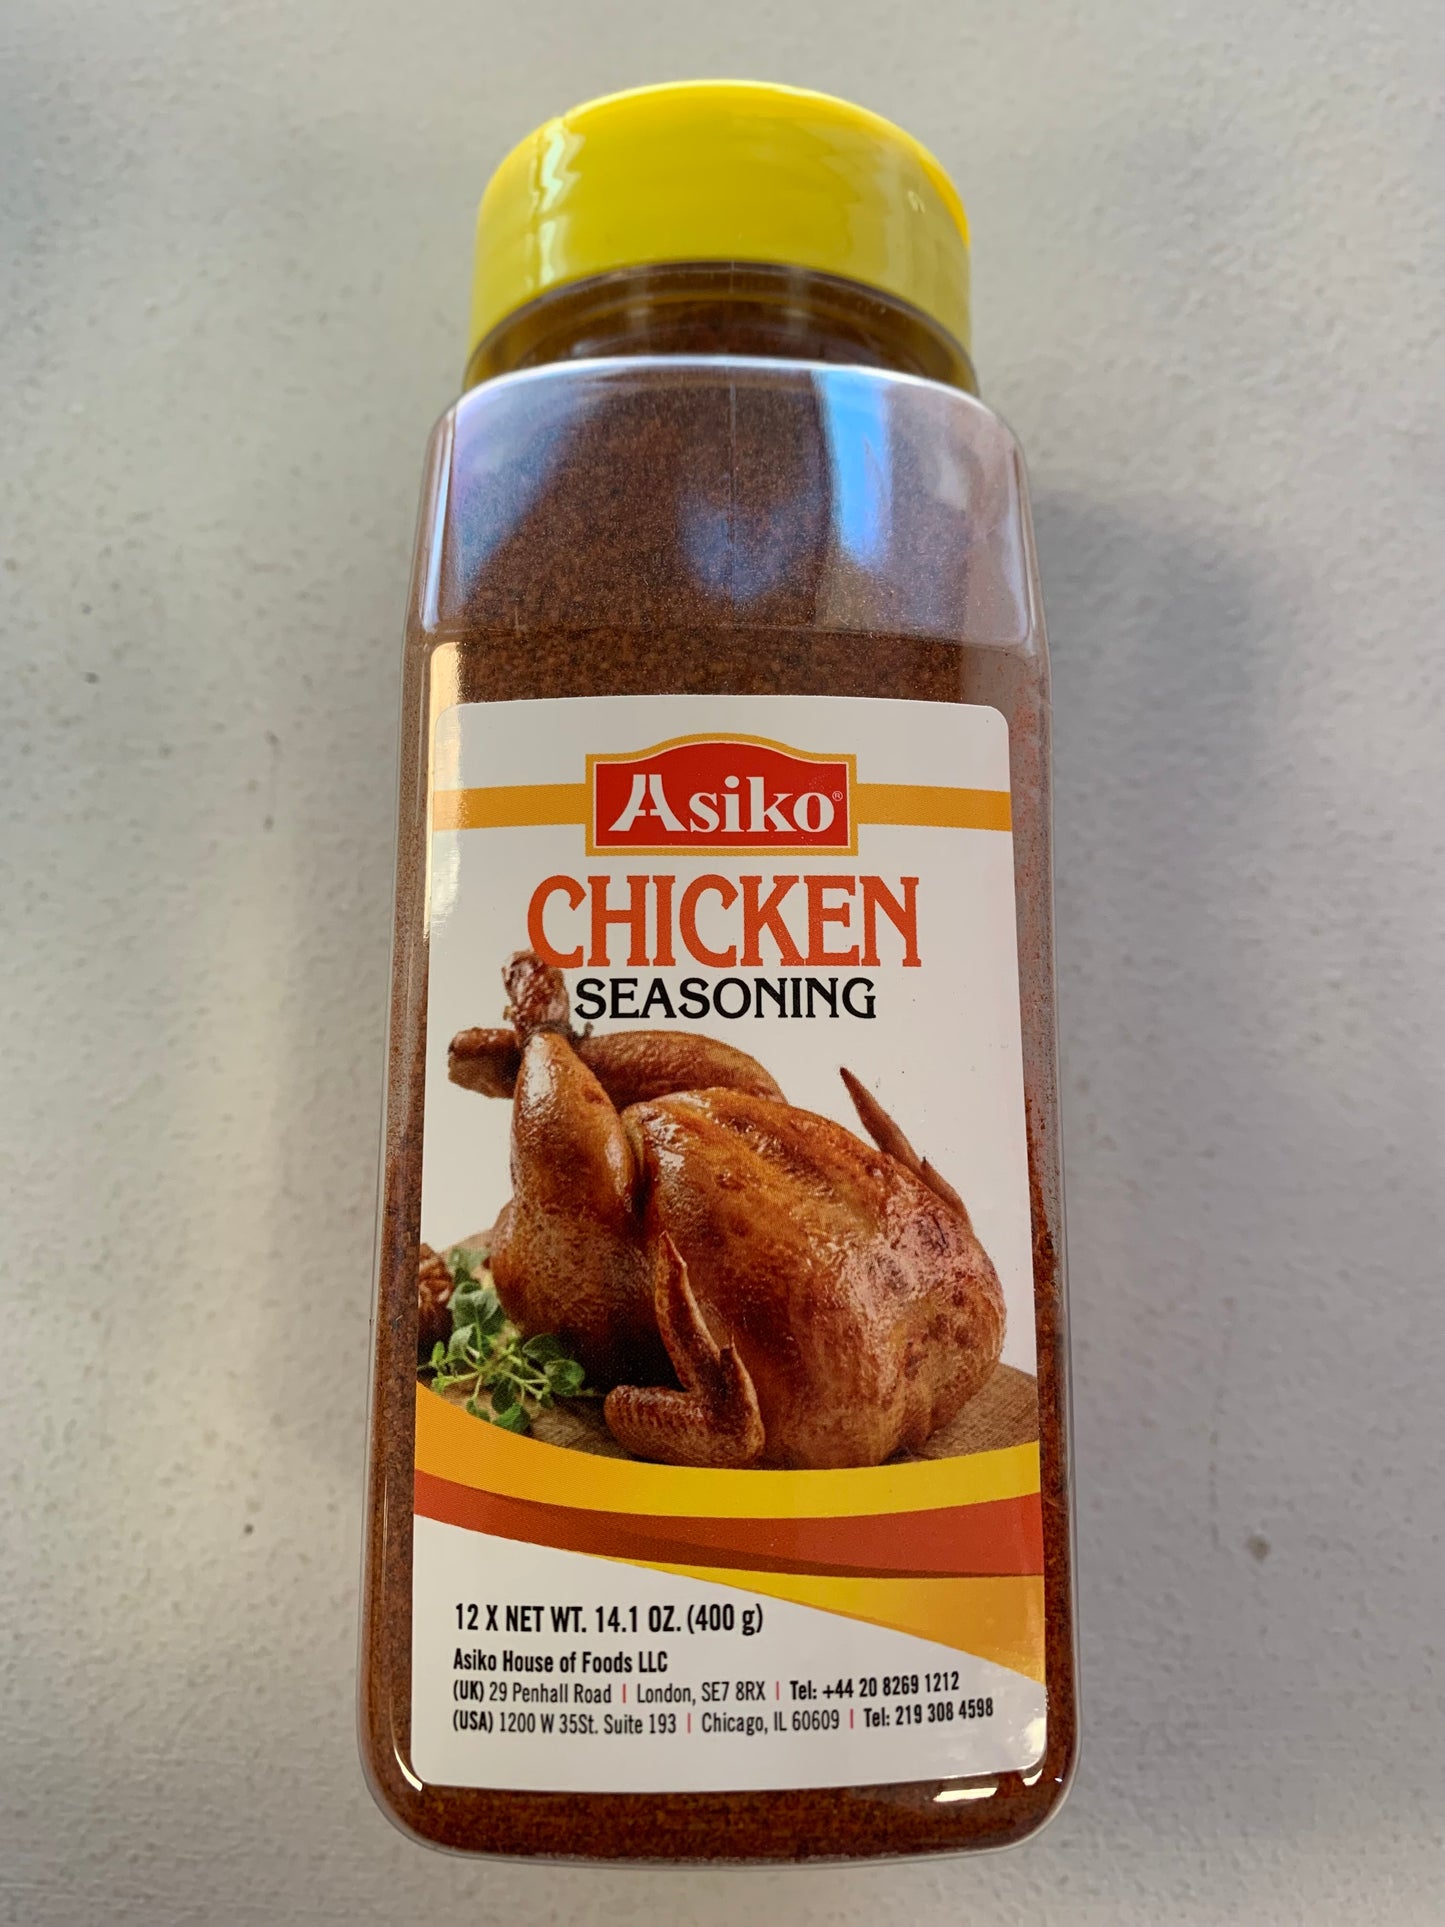 Asiko®
CHICKEN
SEASONING
12 X NET WT. 14.1 OZ. (400 g)
Asiko House of Foods LLC
(UK) 29 Penhall Road | London, SE7 8RX | Tel: +44 20 8269 1212
(USA) 1200 W 35St. Suite 193 | Chicago, IL 60609 | Tel: 219 308 4598